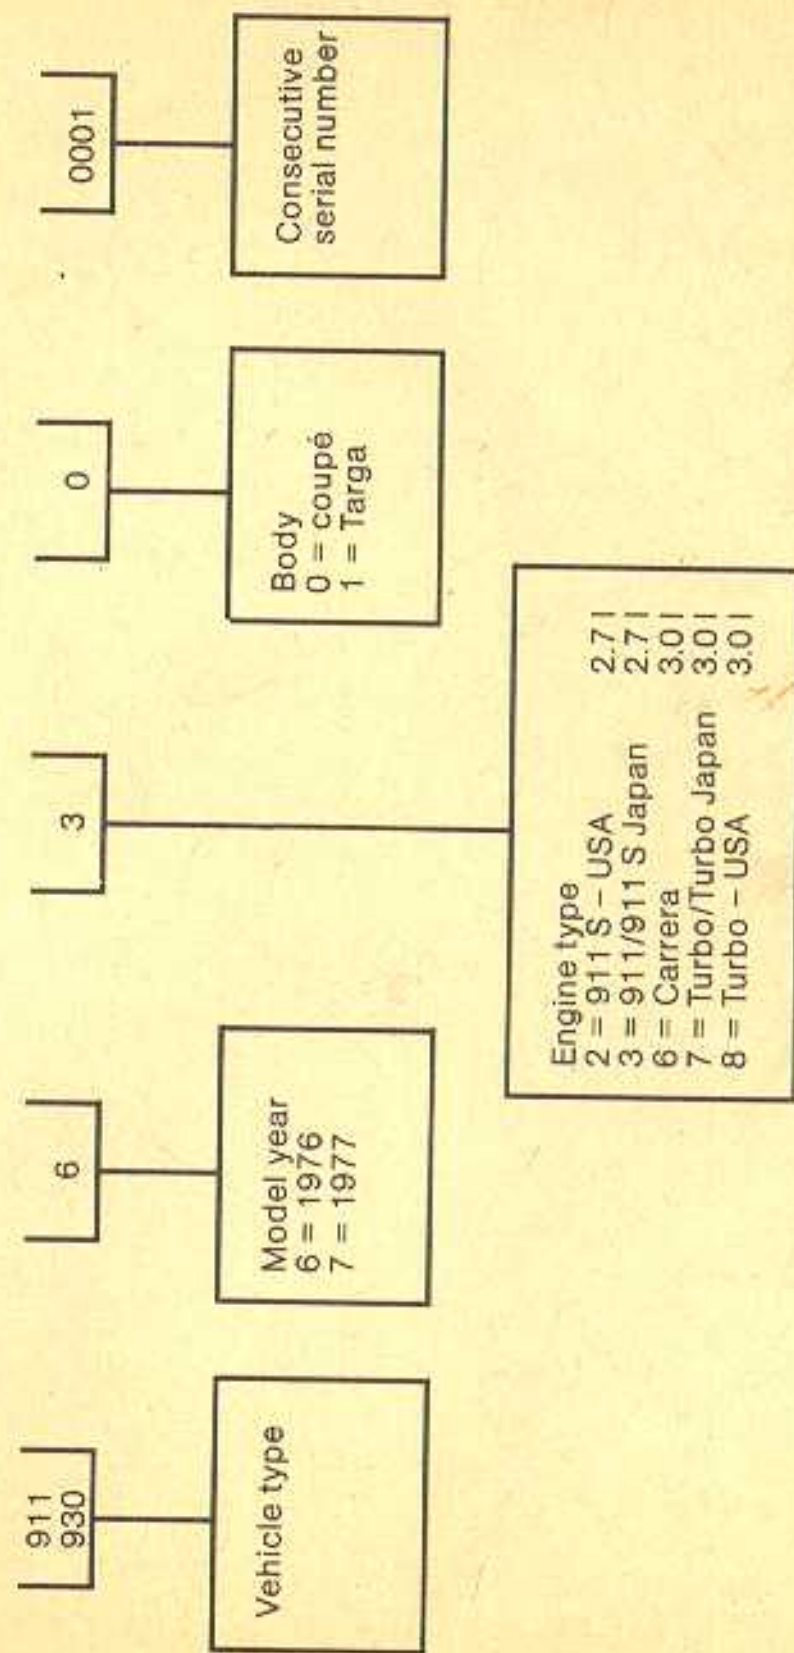 911
930
Vehicle type
6
Model year
6 = 1976
7 = 1977
3
Engine type
2 = 911 S – USA 2.7 l
3 = 911/911 S Japan 2.7 l
6 = Carrera 3.0 l
7 = Turbo/Turbo Japan 3.0 l
8 = Turbo – USA 3.0 l
0
Body
0 = coupé
1 = Targa
0001
Consecutive
serial number